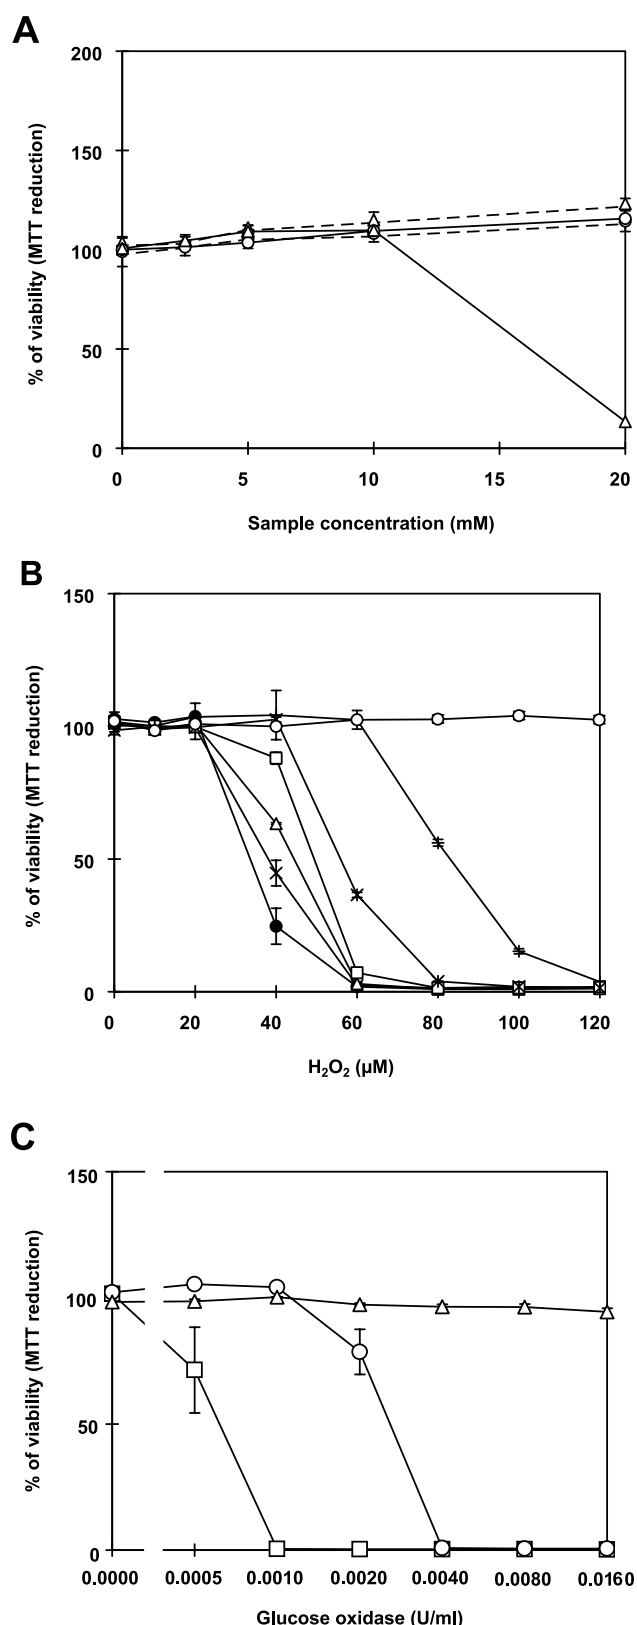 A
200
150
100
50
0
% of viability (MTT reduction)
0 5 10 15 20
Sample concentration (mM)
B
150
100
50
0
% of viability (MTT reduction)
0 20 40 60 80 100 120
H₂O₂ (µM)
C
150
100
50
0
% of viability (MTT reduction)
0.0000 0.0005 0.0010 0.0020 0.0040 0.0080 0.0160
Glucose oxidase (U/ml)